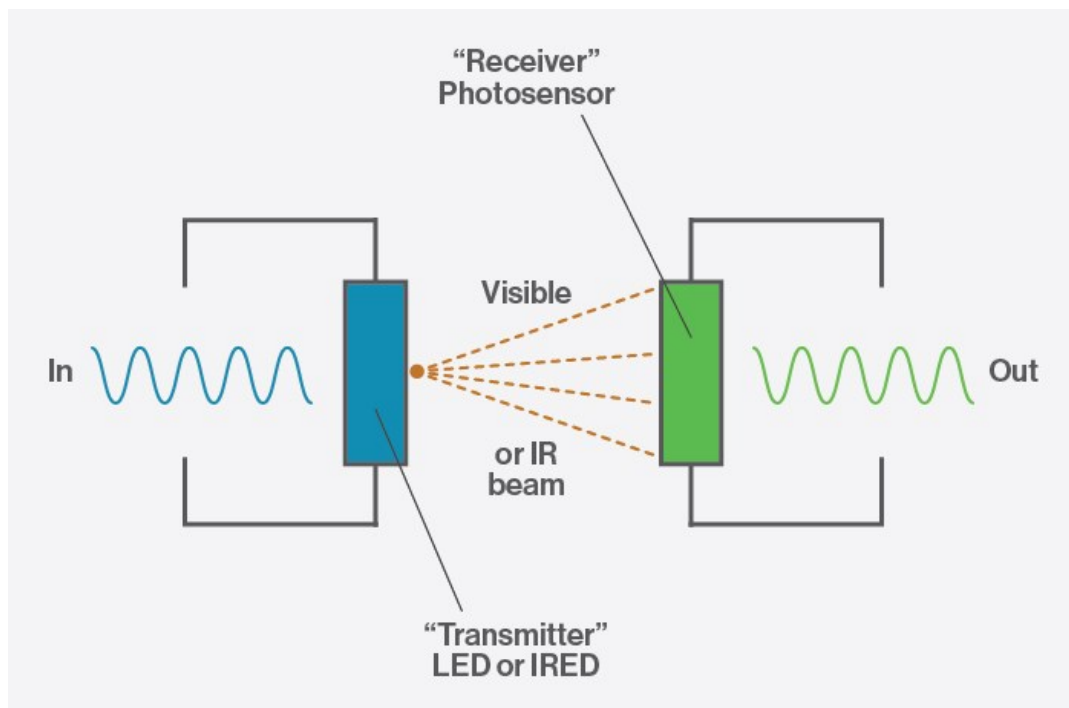 “Receiver”
Photosensor
Visible
In
Out
or IR
beam
“Transmitter”
LED or IRED